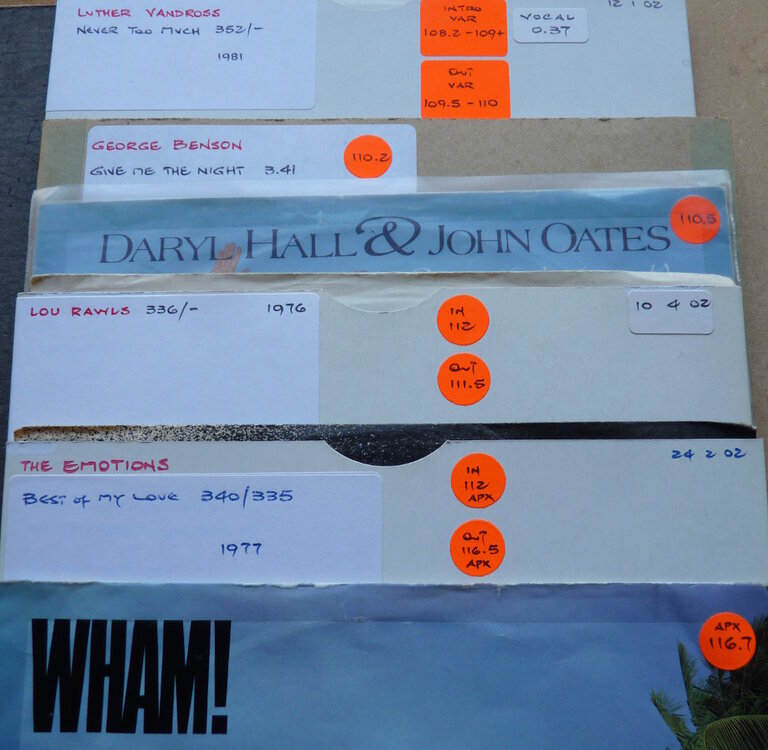 LUTHER VANDROSS
NEVER TOO MUCH 352/-
1981
INTRO
VAR
108.2 - 109+
VOCAL
0.37
12 1 02
OUT
VAR
109.5 - 110
GEORGE BENSON
GIVE ME THE NIGHT 3.41
110.2
DARYL HALL & JOHN OATES
110.5
LOU RAWLS 336/- 1976
IN
112
10 4 02
OUT
111.5
THE EMOTIONS
BEST of MY LOVE 340/335
1977
IN
112
APX
24 2 02
OUT
116.5
APX
WHAM!
APX
116.7